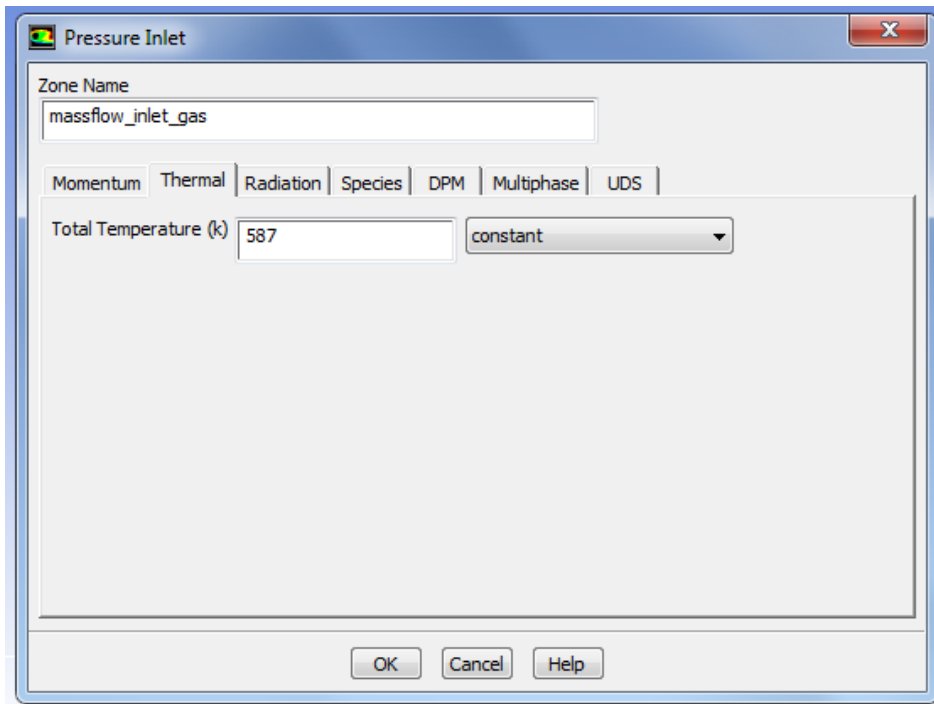 Pressure Inlet
Zone Name
massflow_inlet_gas
Momentum Thermal Radiation Species DPM Multiphase UDS
Total Temperature (k) 587 constant
OK Cancel Help